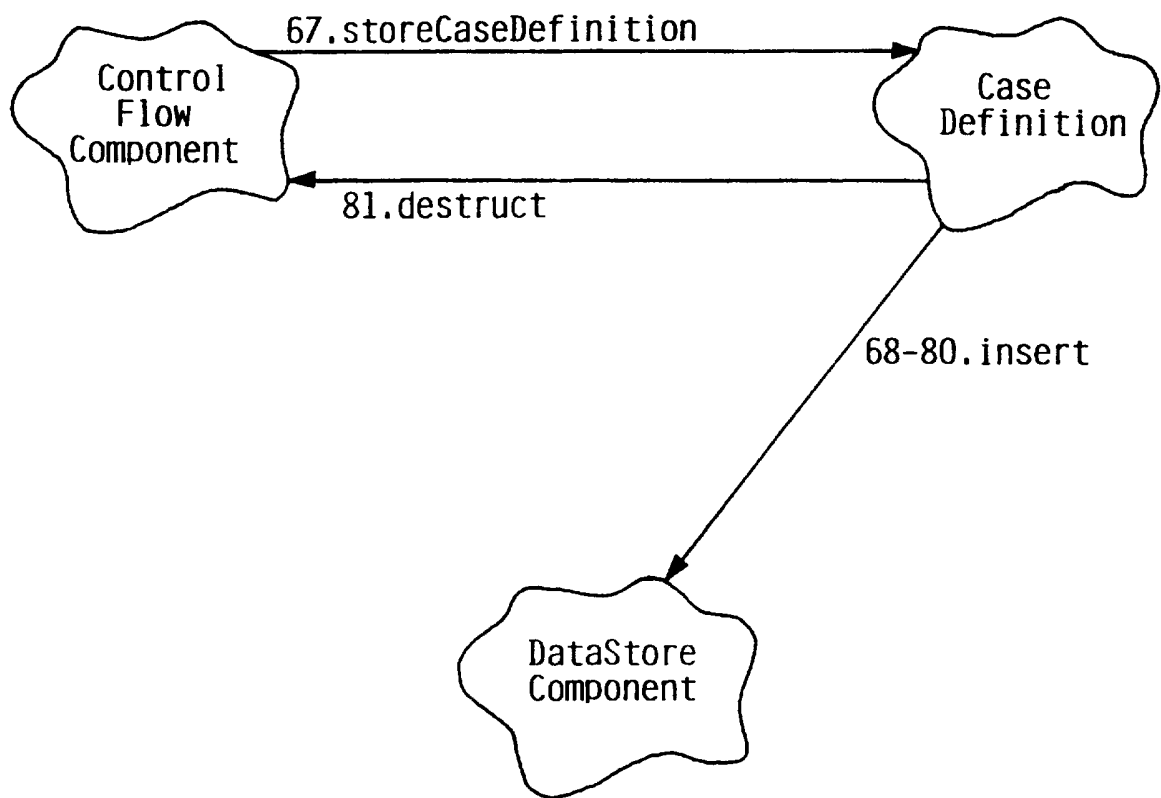 67.storeCaseDefinition
Control
Flow
Component
Case
Definition
81.destruct
68-80.insert
DataStore
Component